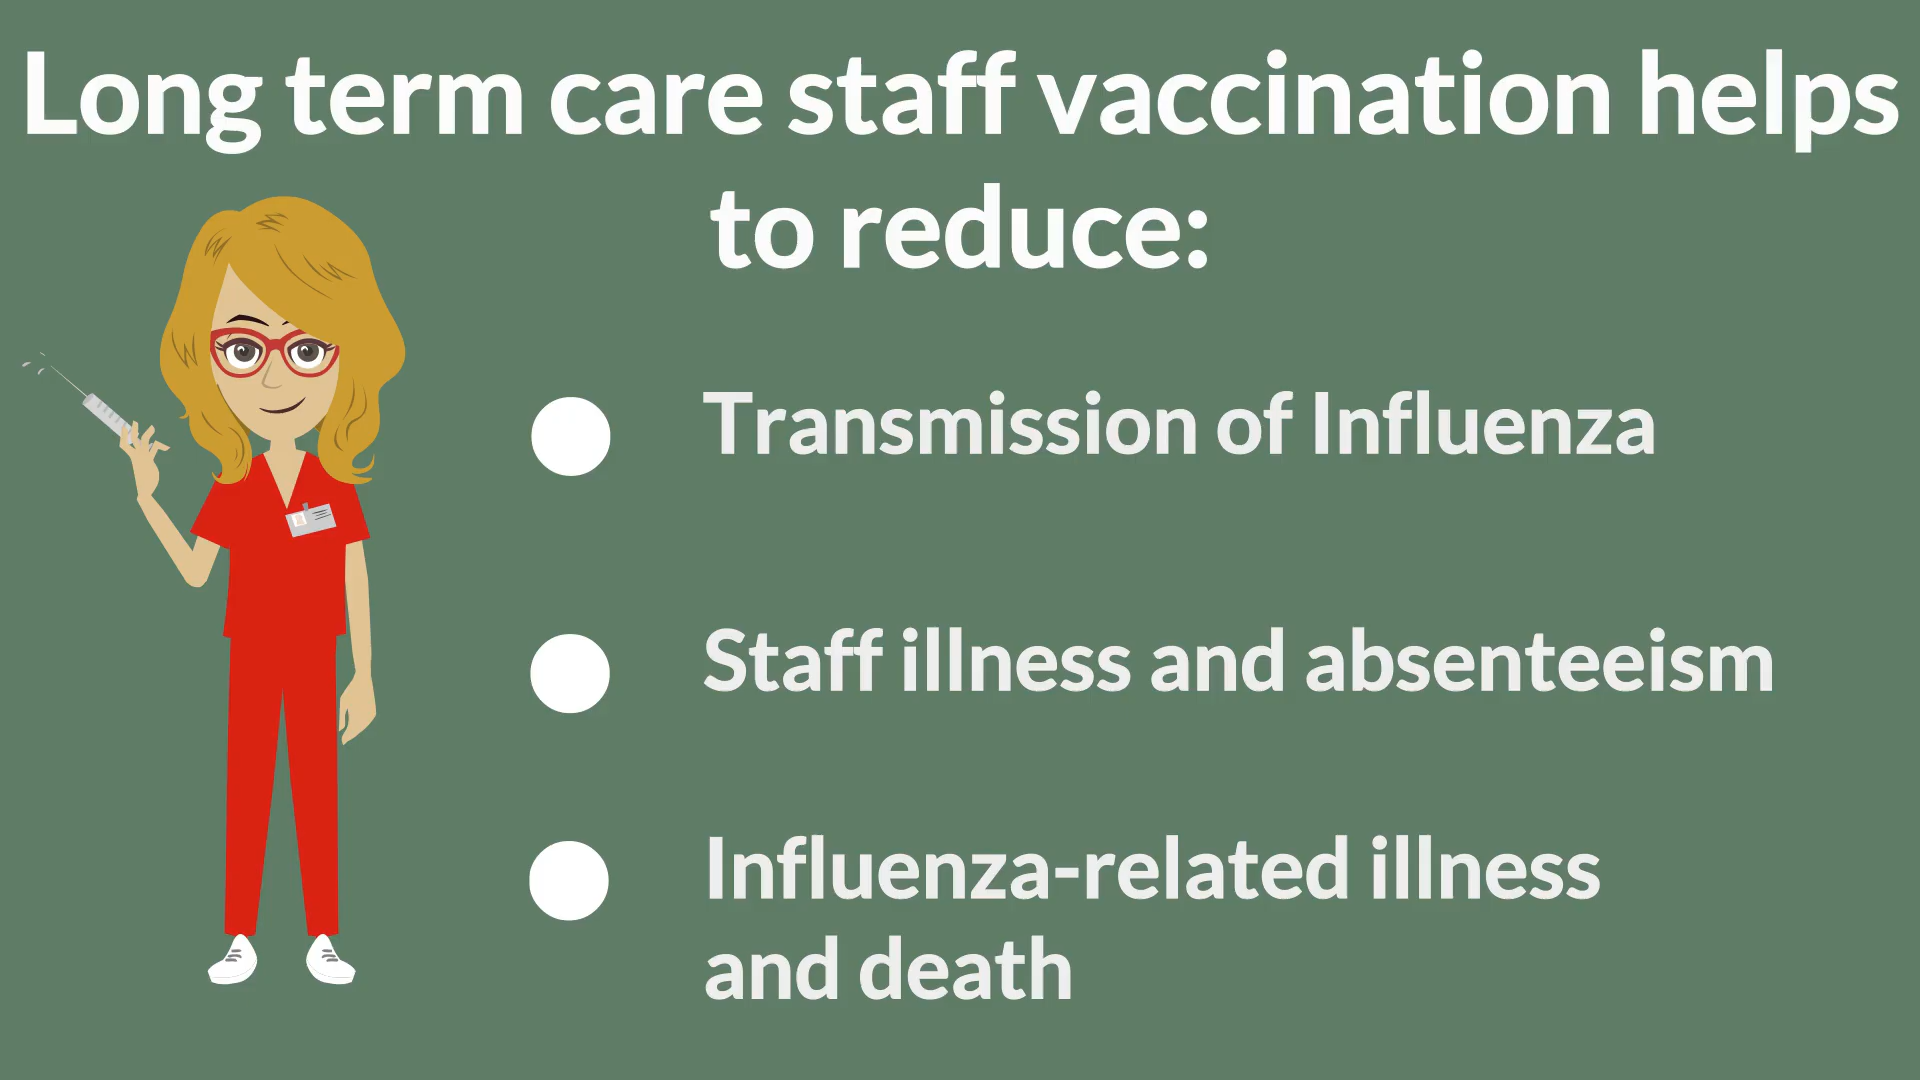 Long term care staff vaccination helps
to reduce:
Transmission of Influenza
Staff illness and absenteeism
Influenza-related illness
and death